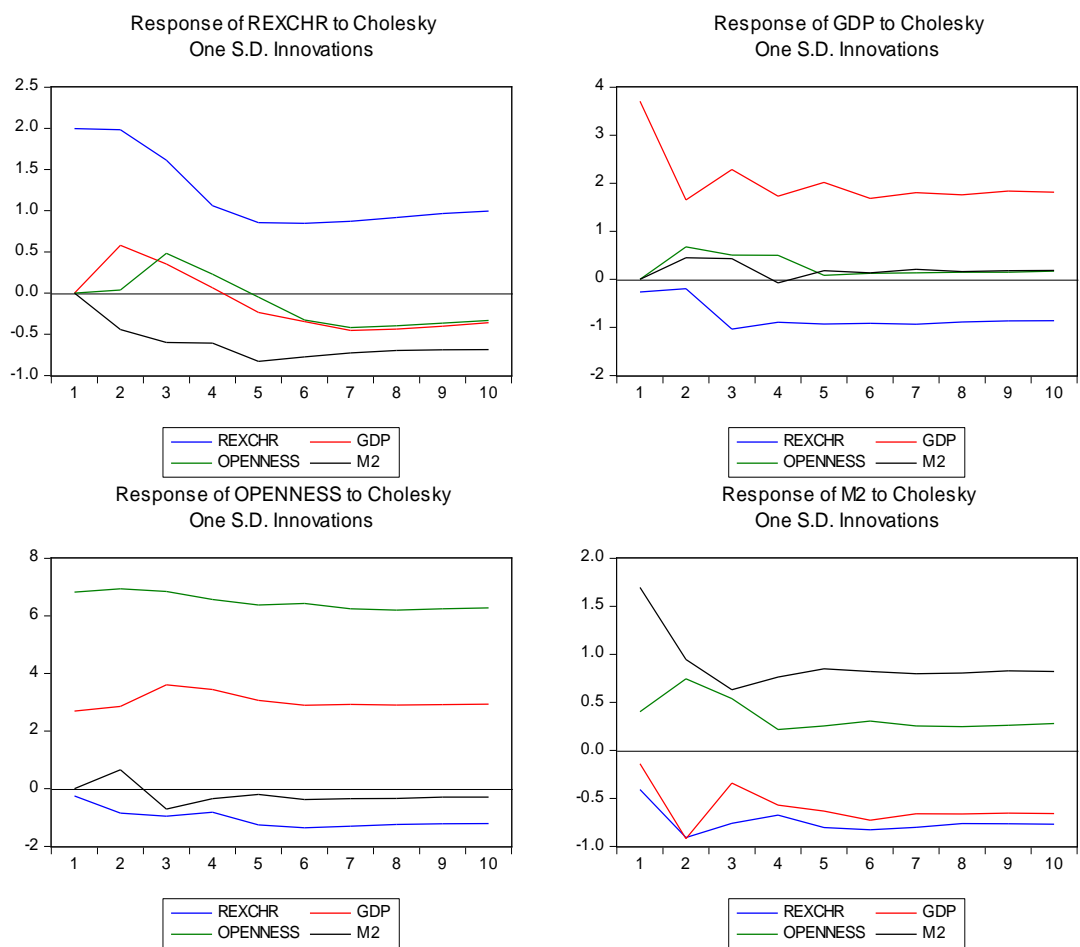 Response of REXCHR to Cholesky
One S.D. Innovations
2.5
2.0
1.5
1.0
0.5
0.0
-0.5
-1.0
1 2 3 4 5 6 7 8 9 10
REXCHR GDP
OPENNESS M2
Response of GDP to Cholesky
One S.D. Innovations
4
3
2
1
0
-1
-2
1 2 3 4 5 6 7 8 9 10
REXCHR GDP
OPENNESS M2
Response of OPENNESS to Cholesky
One S.D. Innovations
8
6
4
2
0
-2
1 2 3 4 5 6 7 8 9 10
REXCHR GDP
OPENNESS M2
Response of M2 to Cholesky
One S.D. Innovations
2.0
1.5
1.0
0.5
0.0
-0.5
-1.0
1 2 3 4 5 6 7 8 9 10
REXCHR GDP
OPENNESS M2